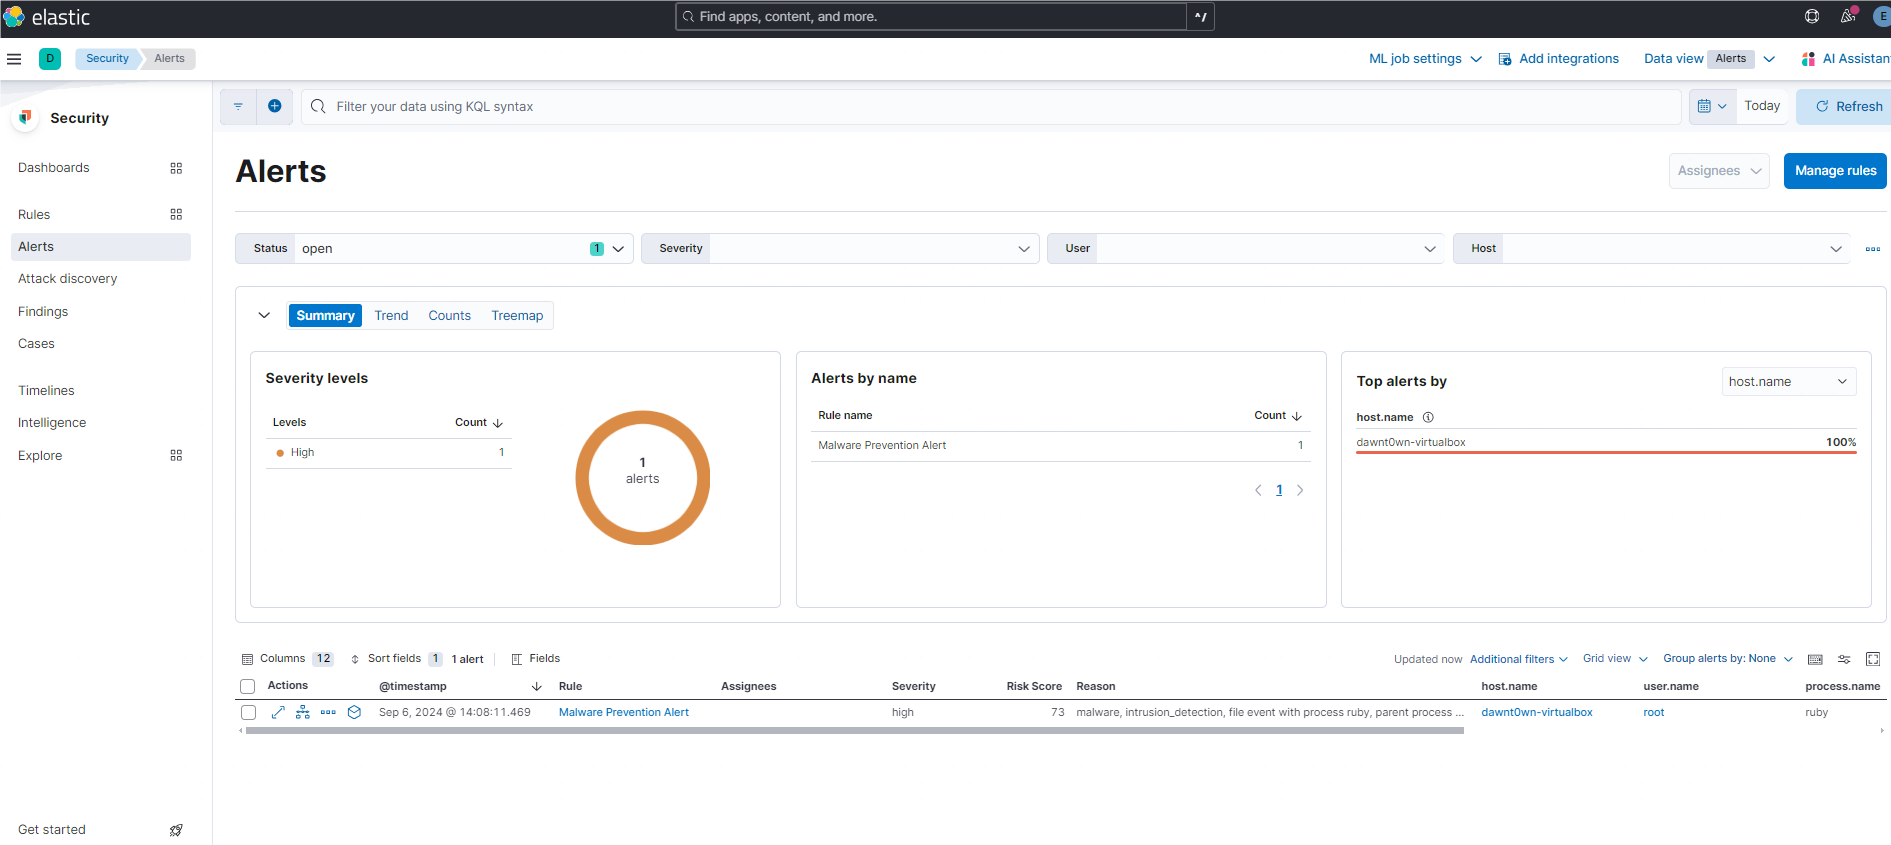 elastic
Find apps, content, and more.
^/
E
D
Security
Alerts
ML job settings
Add integrations
Data view
Alerts
AI Assistan
Security
Filter your data using KQL syntax
Today
Refresh
Dashboards
Rules
Alerts
Attack discovery
Findings
Cases
Timelines
Intelligence
Explore
Get started
Alerts
Assignees
Manage rules
Status open 1
Severity
User
Host
Summary Trend Counts Treemap
Severity levels
Levels Count
High 1
1
alerts
Alerts by name
Rule name Count
Malware Prevention Alert 1
1
Top alerts by
host.name
host.name
dawnt0wn-virtualbox 100%
Columns 12 Sort fields 1 1 alert Fields
Updated now Additional filters Grid view Group alerts by: None
Actions @timestamp Rule Assignees Severity Risk Score Reason host.name user.name process.name
Sep 6, 2024 @ 14:08:11.469 Malware Prevention Alert high 73 malware, intrusion_detection, file event with process ruby, parent process ... dawnt0wn-virtualbox root ruby